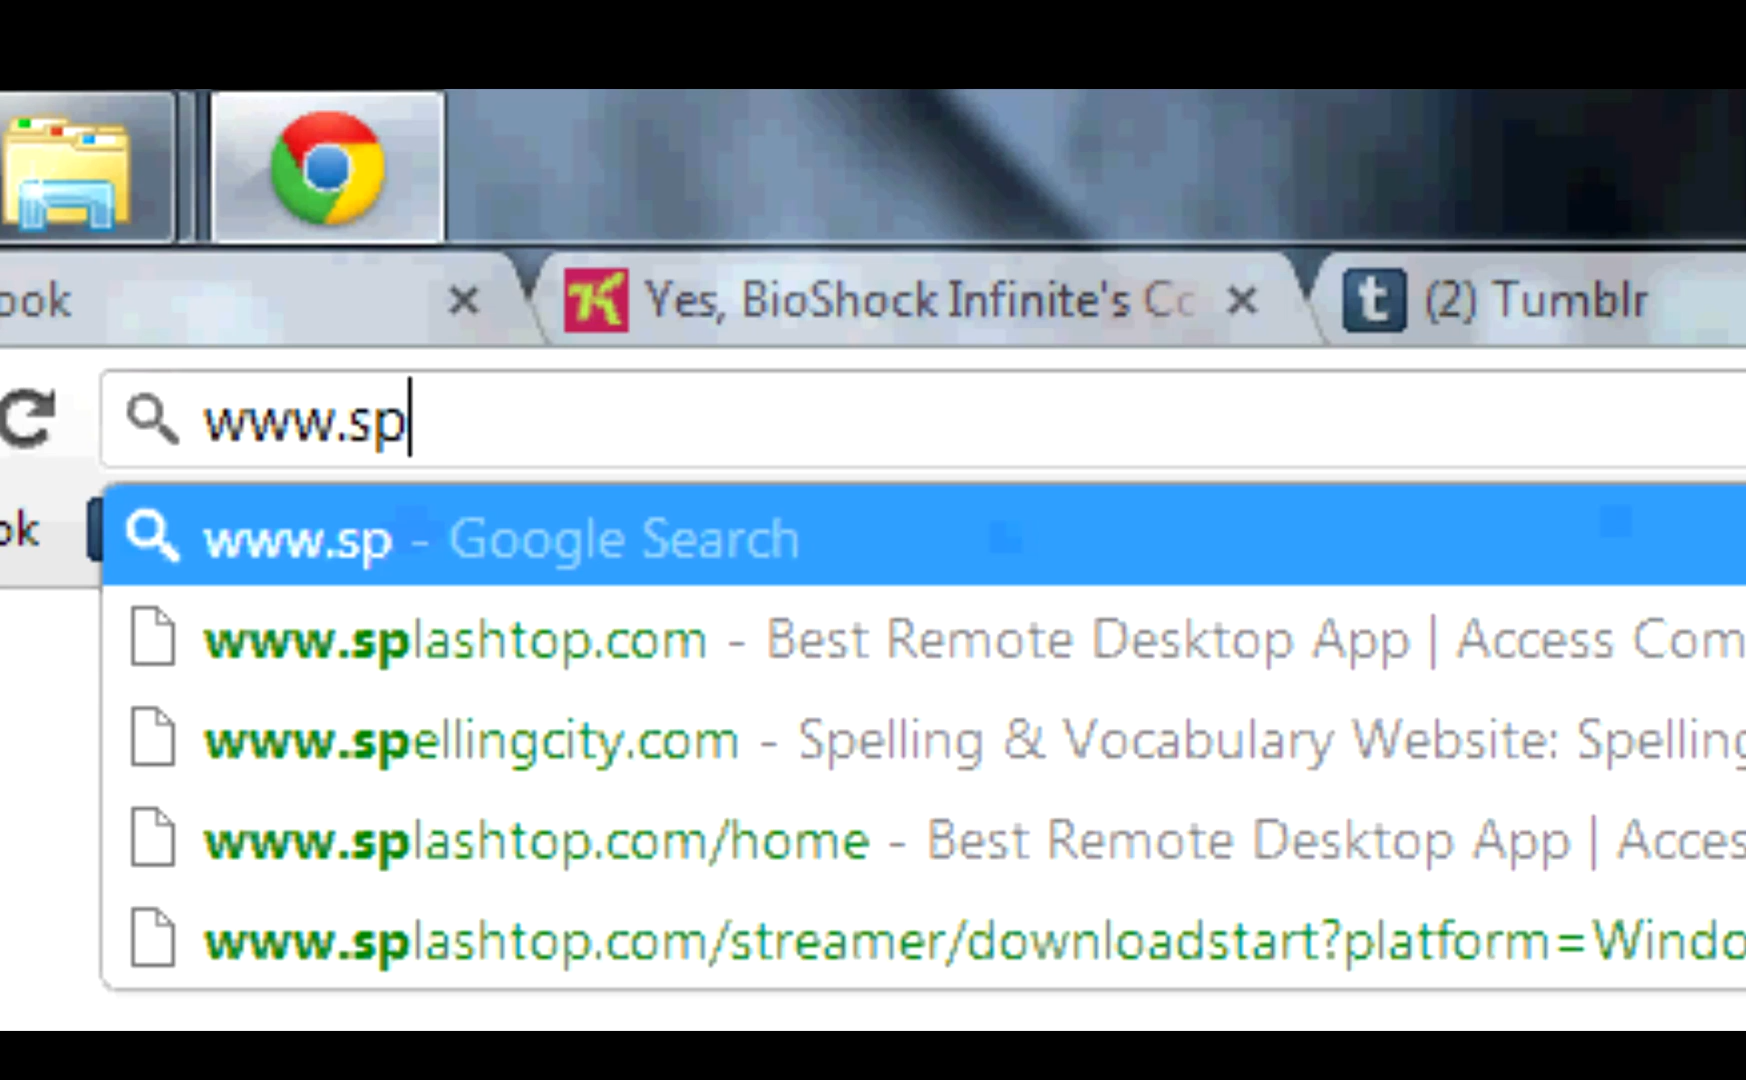 ook Yes, BioShock Infinite's Co (2) Tumblr
www.sp
ok www.sp - Google Search
www.splashtop.com - Best Remote Desktop App | Access Com
www.spellingcity.com - Spelling & Vocabulary Website: Spelling
www.splashtop.com/home - Best Remote Desktop App | Acces
www.splashtop.com/streamer/downloadstart?platform=Windo